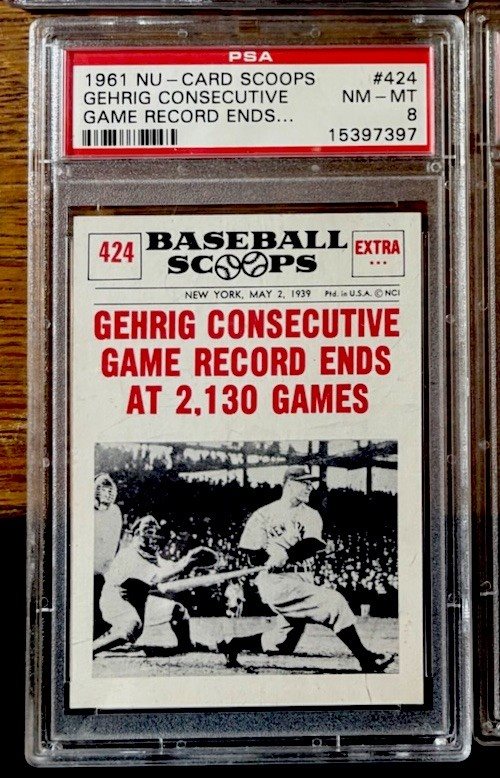 PSA
1961 NU-CARD SCOOPS #424
GEHRIG CONSECUTIVE NM-MT
GAME RECORD ENDS... 8
15397397
424 BASEBALL SCOOPS EXTRA ...
NEW YORK, MAY 2, 1939 Ptd. in U.S.A. © NCI
GEHRIG CONSECUTIVE
GAME RECORD ENDS
AT 2,130 GAMES
NEW